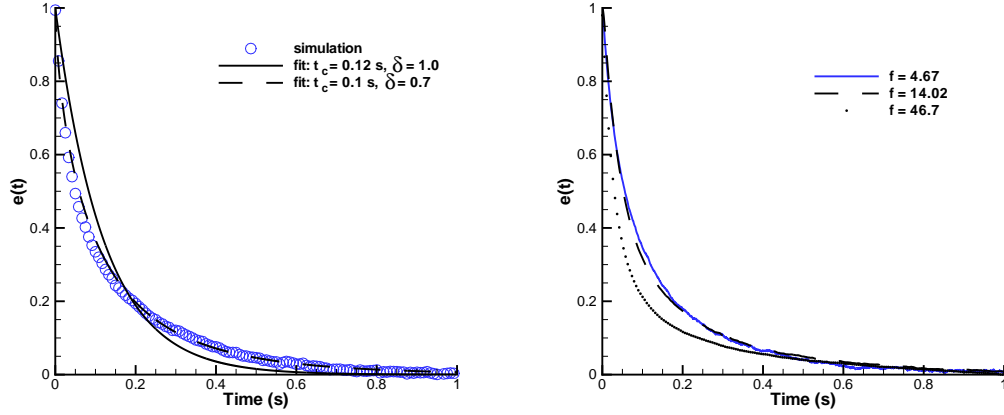 simulation
fit: t c = 0.12 s, δ = 1.0
fit: t c = 0.1 s, δ = 0.7
e(t)
1
0.8
0.6
0.4
0.2
0
0 0.2 0.4 0.6 0.8 1
Time (s)
f = 4.67
f = 14.02
f = 46.7
e(t)
1
0.8
0.6
0.4
0.2
0
0 0.2 0.4 0.6 0.8 1
Time (s)